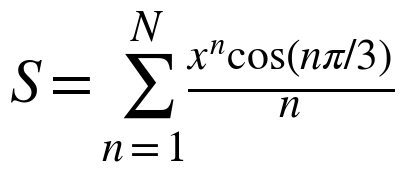 S = \sum_{n=1}^{N} \frac{x^n \cos(n\pi/3)}{n}